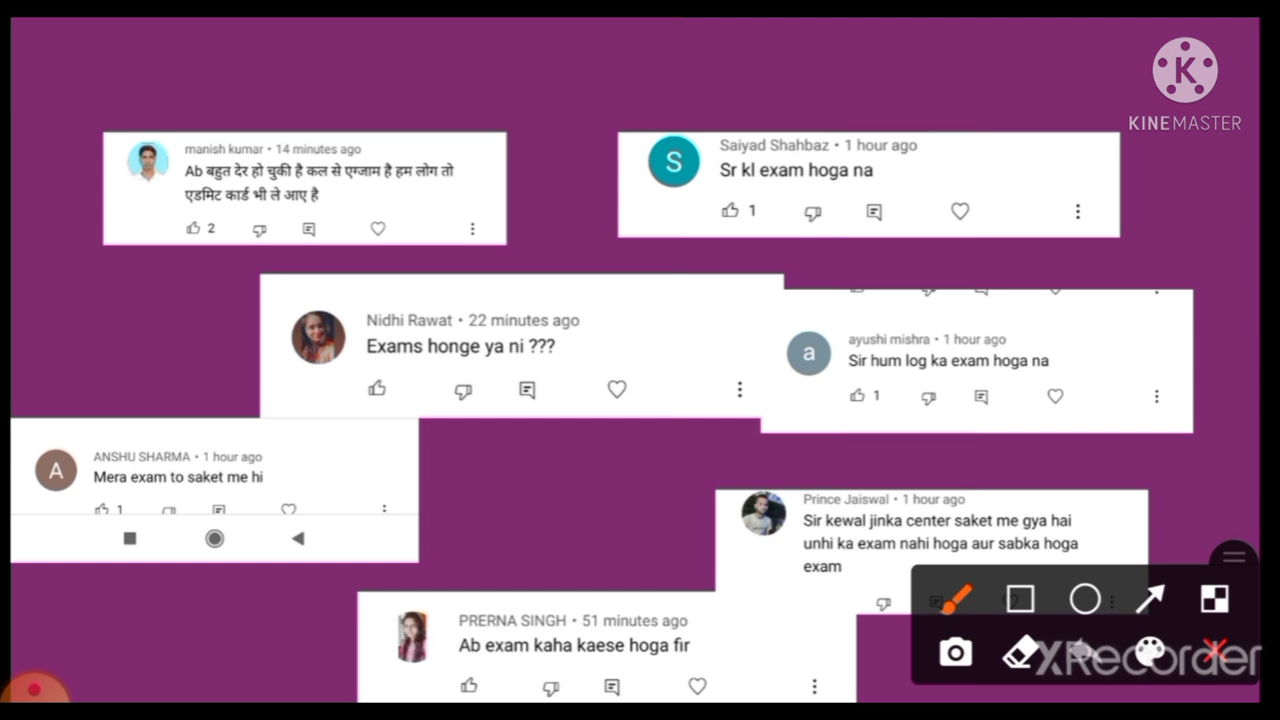 KINEMASTER
manish kumar • 14 minutes ago
Ab बहुत देर हो चुकी है कल से एग्जाम है हम लोग तो
एडमिट कार्ड भी ले आए है
2
Saiyad Shahbaz • 1 hour ago
S
Sr kl exam hoga na
1
Nidhi Rawat • 22 minutes ago
Exams honge ya ni ???
ayushi mishra • 1 hour ago
a
Sir hum log ka exam hoga na
1
ANSHU SHARMA • 1 hour ago
A
Mera exam to saket me hi
1
Prince Jaiswal • 1 hour ago
Sir kewal jinka center saket me gya hai
unhi ka exam nahi hoga aur sabka hoga
exam
PRERNA SINGH • 51 minutes ago
Ab exam kaha kaese hoga fir
XRecorder